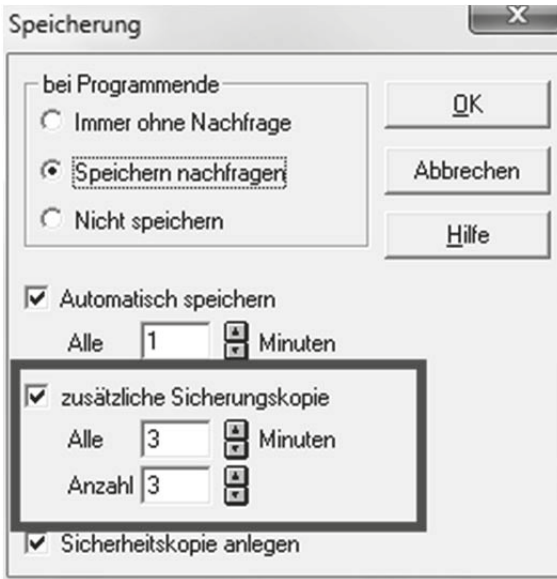 Speicherung
X
bei Programmende
Immer ohne Nachfrage
Speichern nachfragen
Nicht speichern
OK
Abbrechen
Hilfe
Automatisch speichern
Alle 1 Minuten
zusätzliche Sicherungskopie
Alle 3 Minuten
Anzahl 3
Sicherheitskopie anlegen